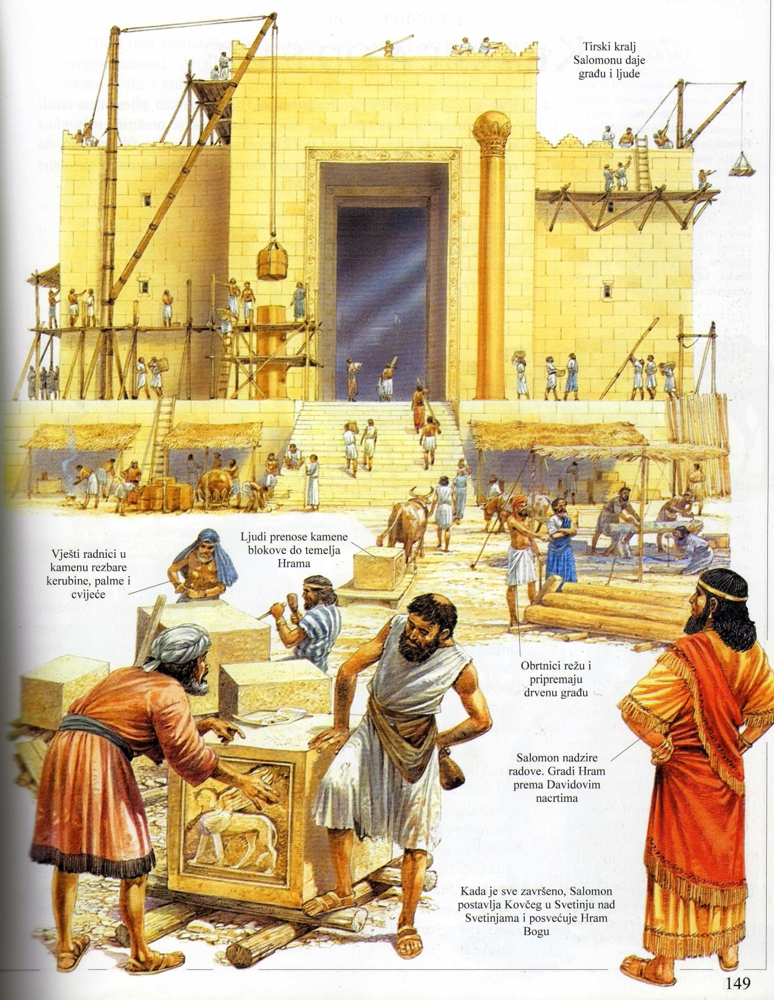 Tirski kralj
Salomonu daje
građu i ljude
Ljudi prenose kamene
blokove do temelja
Hrama
Vješti radnici u
kamenu rezbare
kerubine, palme i
cvijeće
Obrtnici režu i
pripremaju
drvenu građu
Salomon nadzire
radove. Gradi Hram
prema Davidovim
nacrtima
Kada je sve završeno, Salomon
postavlja Kovčeg u Svetinju nad
Svetinjama i posvećuje Hram
Bogu
149